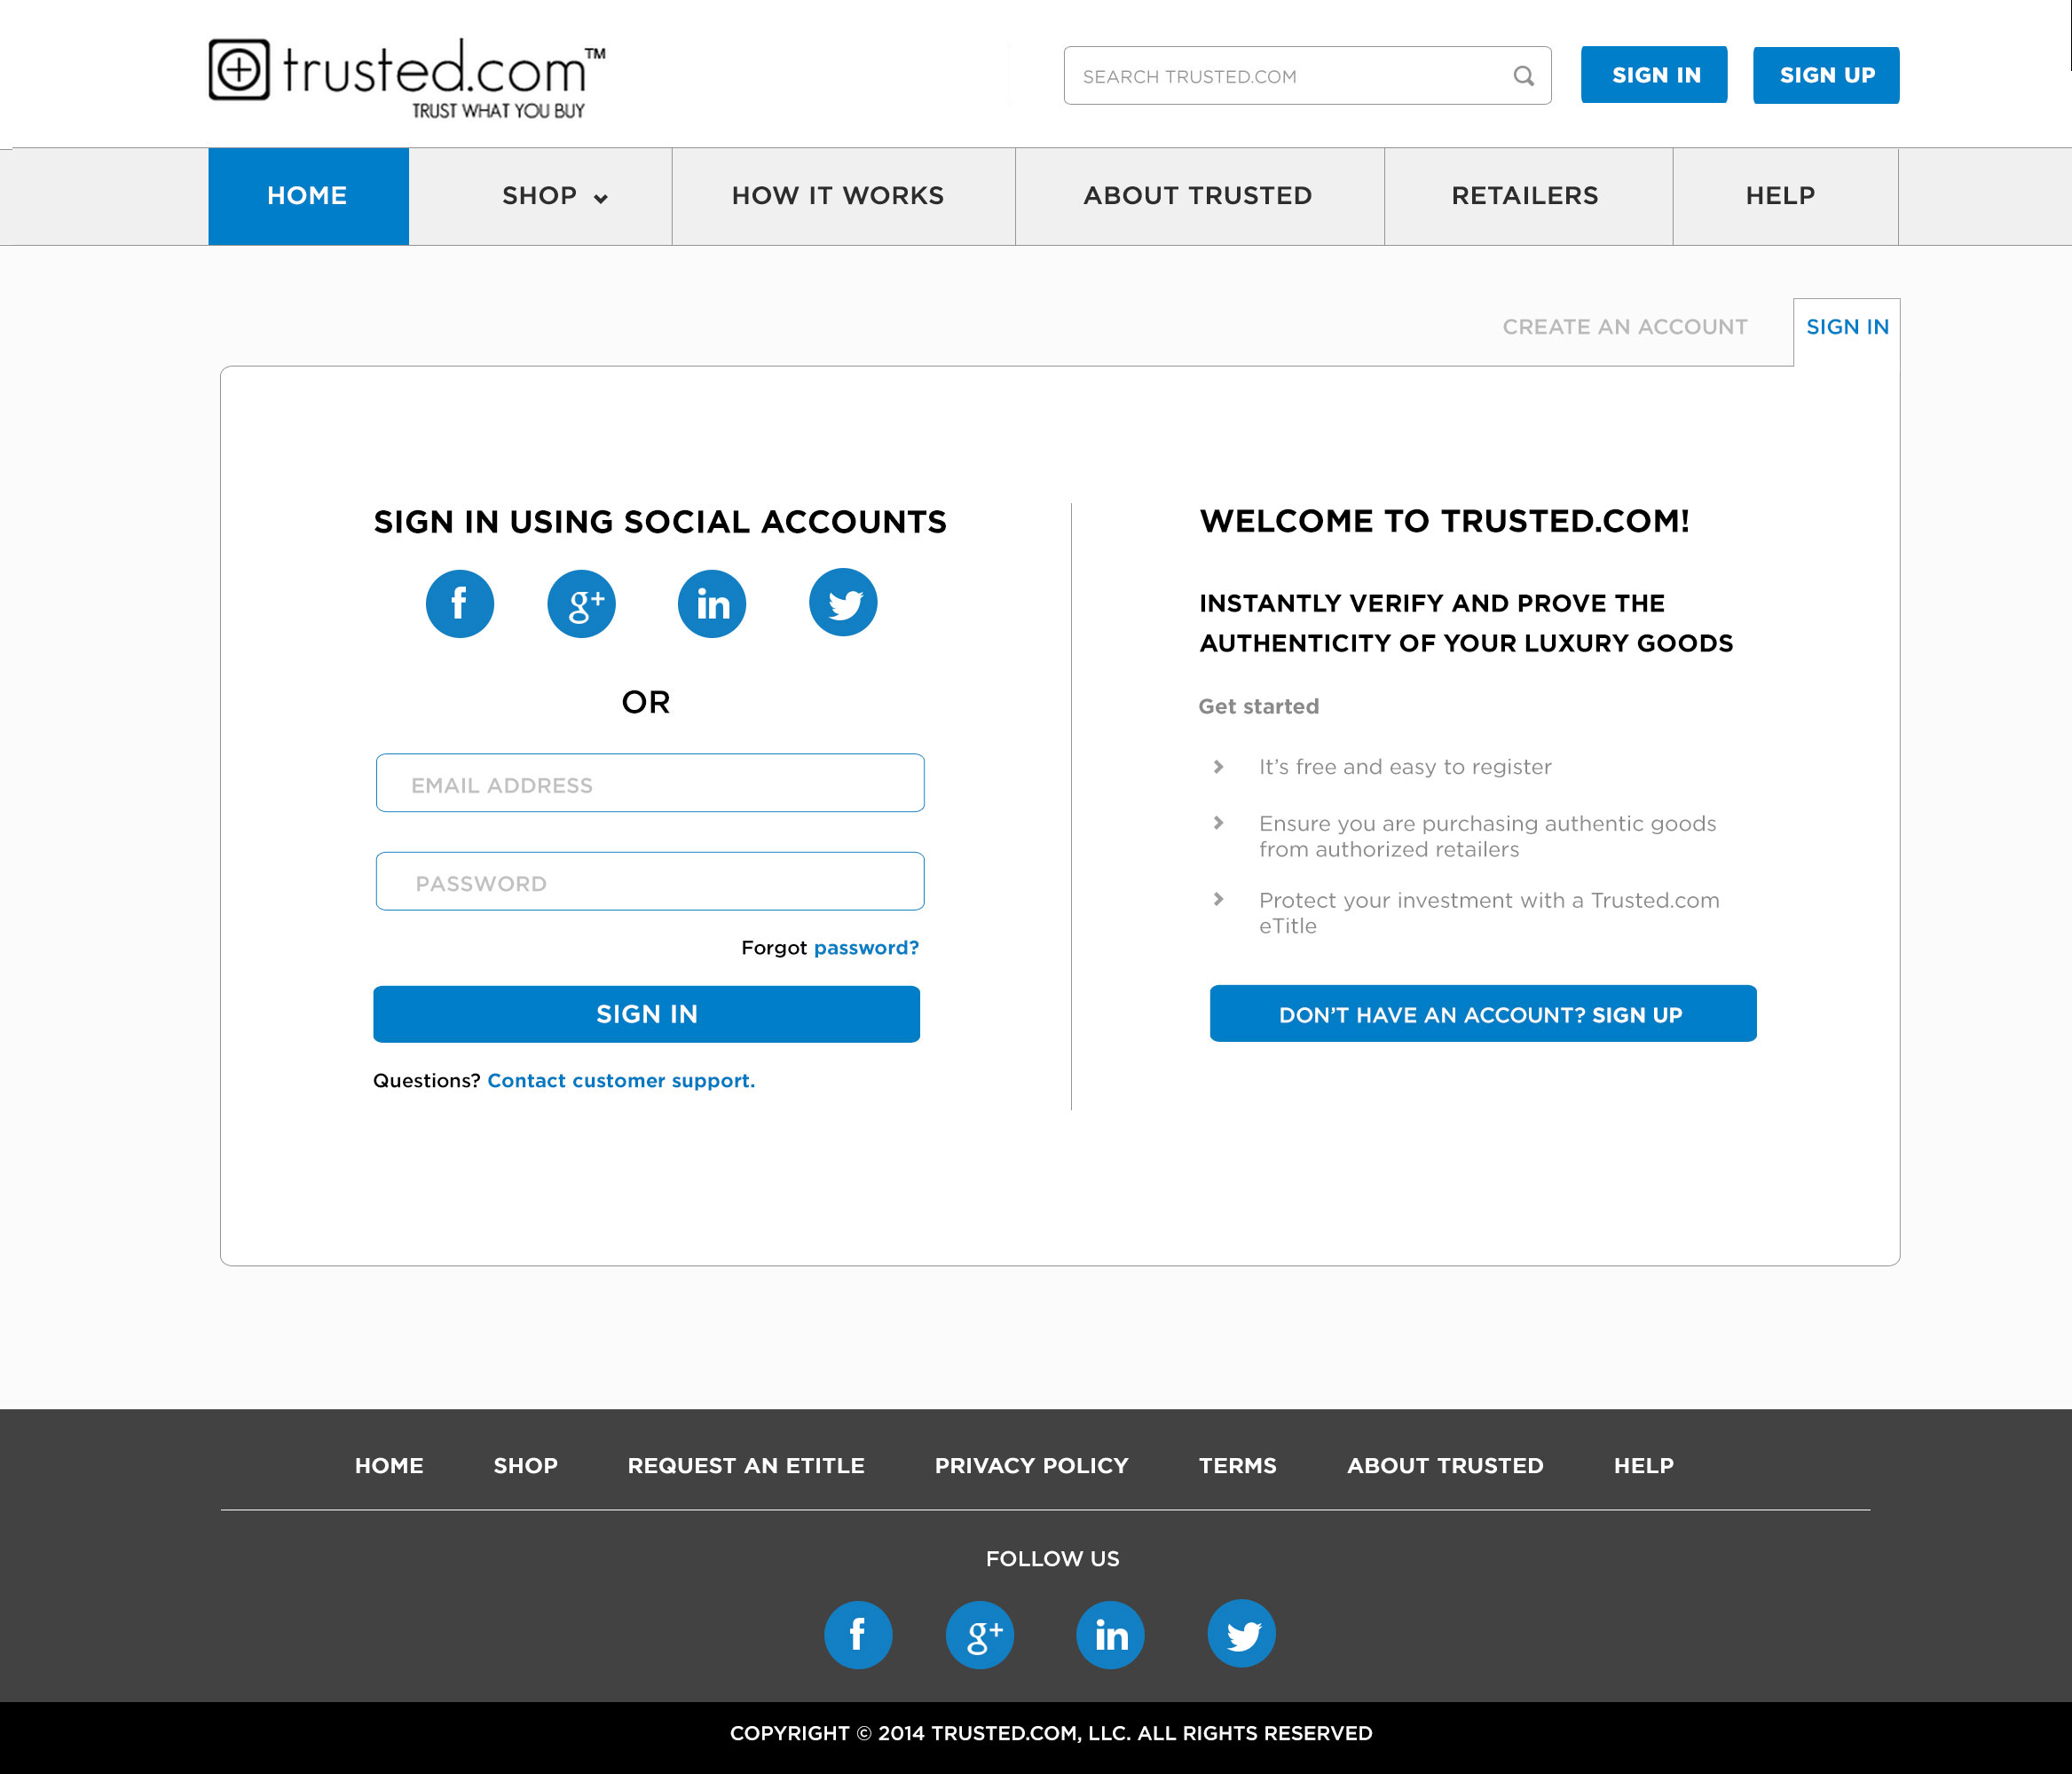 trusted.com™
TRUST WHAT YOU BUY
SEARCH TRUSTED.COM
SIGN IN
SIGN UP
HOME
SHOP
HOW IT WORKS
ABOUT TRUSTED
RETAILERS
HELP
CREATE AN ACCOUNT
SIGN IN
SIGN IN USING SOCIAL ACCOUNTS
f
g+
in
OR
EMAIL ADDRESS
PASSWORD
Forgot password?
SIGN IN
Questions? Contact customer support.
WELCOME TO TRUSTED.COM!
INSTANTLY VERIFY AND PROVE THE
AUTHENTICITY OF YOUR LUXURY GOODS
Get started
It’s free and easy to register
Ensure you are purchasing authentic goods
from authorized retailers
Protect your investment with a Trusted.com
eTitle
DON’T HAVE AN ACCOUNT? SIGN UP
HOME
SHOP
REQUEST AN ETITLE
PRIVACY POLICY
TERMS
ABOUT TRUSTED
HELP
FOLLOW US
f
g+
in
COPYRIGHT © 2014 TRUSTED.COM, LLC. ALL RIGHTS RESERVED